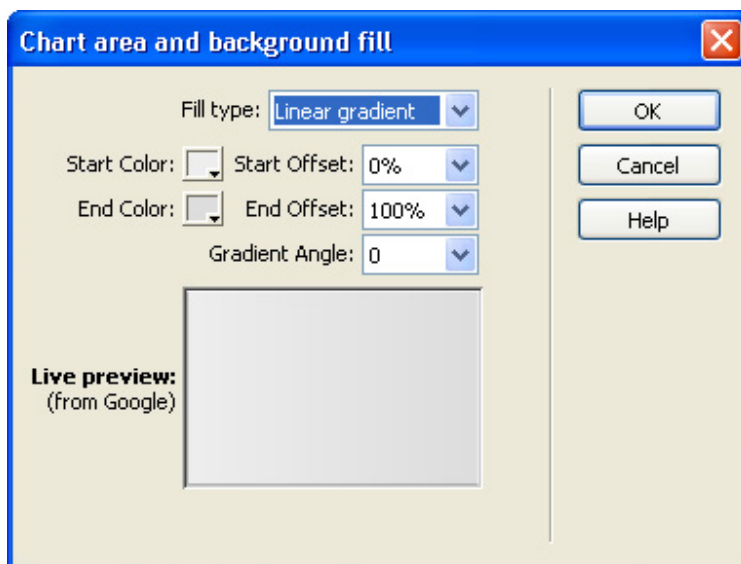 Chart area and background fill
Fill type: Linear gradient
OK
Start Color: Start Offset: 0%
Cancel
End Color: End Offset: 100%
Help
Gradient Angle: 0
Live preview:
(from Google)